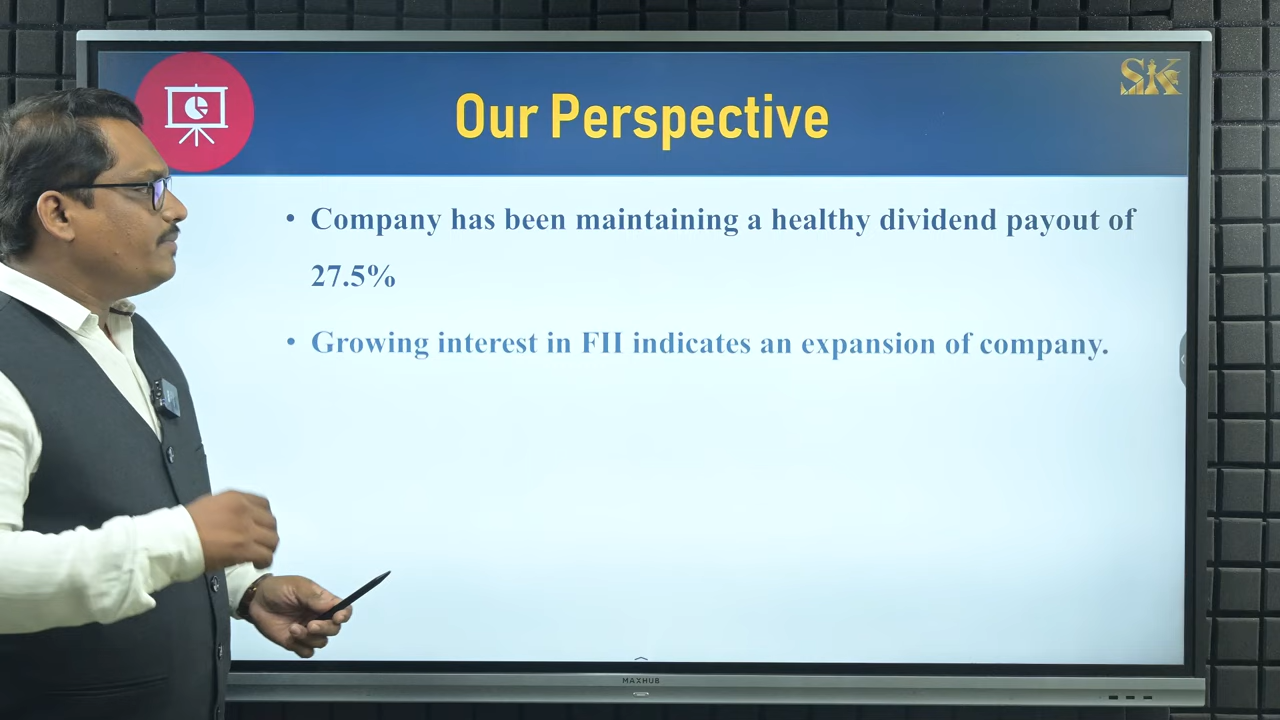 SK
Our Perspective
• Company has been maintaining a healthy dividend payout of
27.5%
• Growing interest in FII indicates an expansion of company.
MAXHUB